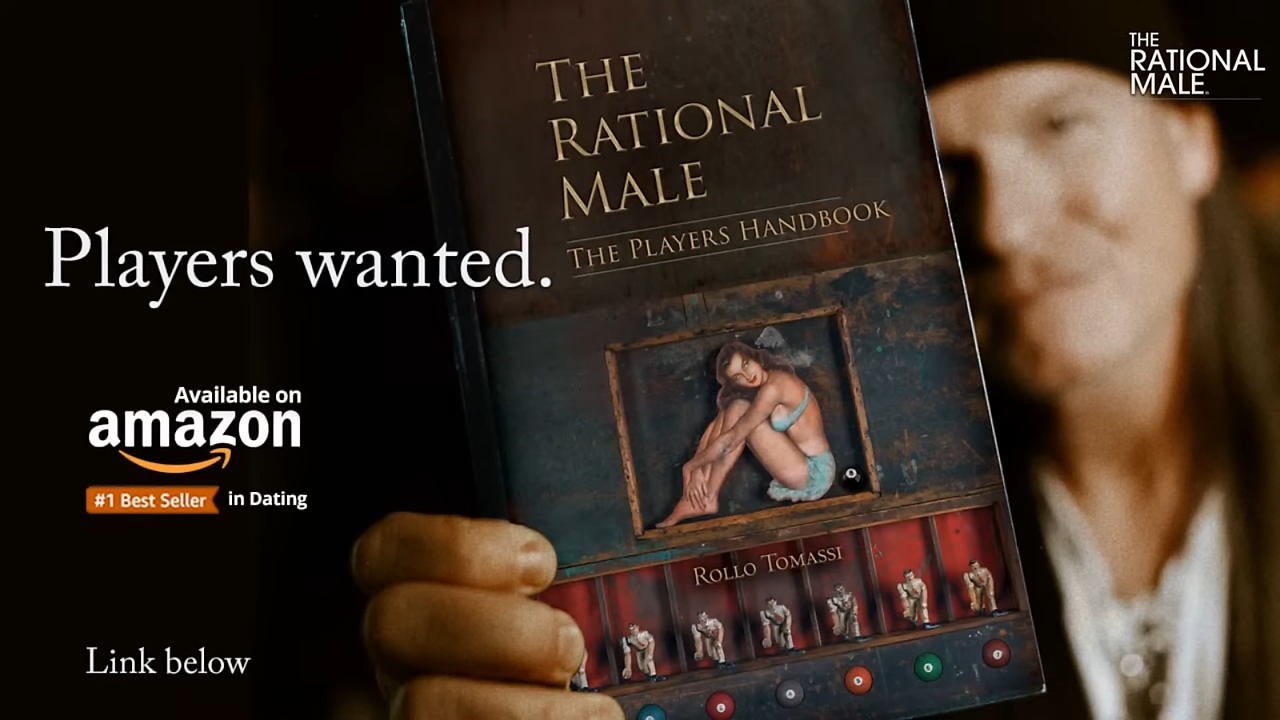 THE
RATIONAL
MALE
THE
RATIONAL
MALE
THE PLAYERS HANDBOOK
Players wanted.
Available on
amazon
#1 Best Seller in Dating
ROLLO TOMASSI
Link below